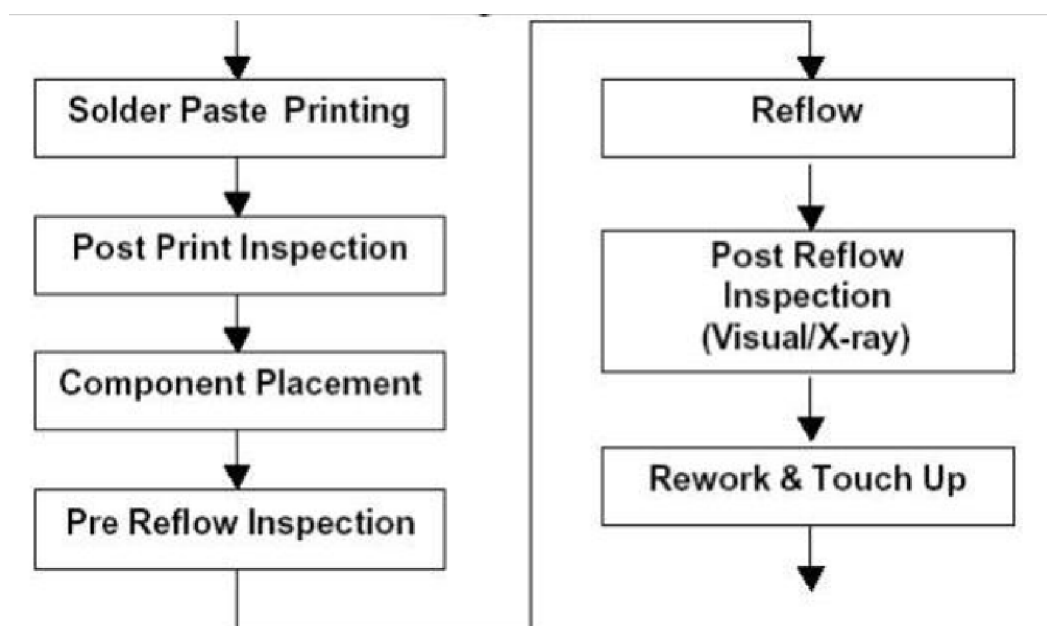 Solder Paste Printing
Post Print Inspection
Component Placement
Pre Reflow Inspection
Reflow
Post Reflow
Inspection
(Visual/X-ray)
Rework & Touch Up